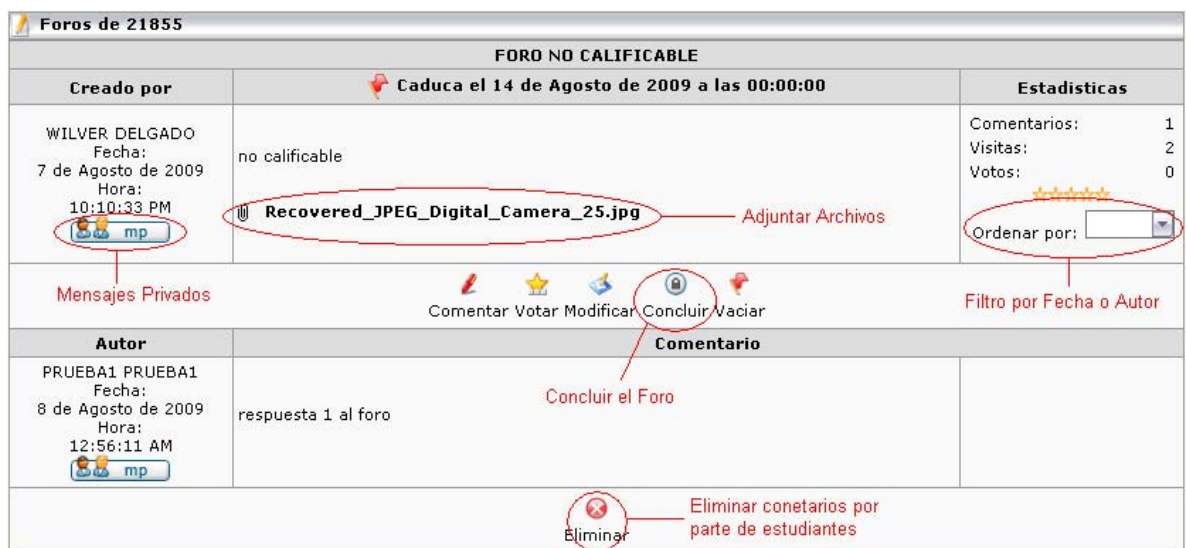 Foros de 21855
FORO NO CALIFICABLE
Creado por
Caduca el 14 de Agosto de 2009 a las 00:00:00
Estadisticas
WILVER DELGADO
Fecha:
7 de Agosto de 2009
Hora:
10:10:33 PM
mp
Mensajes Privados
no calificable
Recovered_JPEG_Digital_Camera_25.jpg
Adjuntar Archivos
Comentarios: 1
Visitas: 2
Votos: 0
Ordenar por:
Filtro por Fecha o Autor
Comentar Votar Modificar Concluir Vaciar
Autor
Comentario
PRUEBA1 PRUEBA1
Fecha:
8 de Agosto de 2009
Hora:
12:56:11 AM
mp
respuesta 1 al foro
Concluir el Foro
Eliminar
Eliminar conetarios por
parte de estudiantes